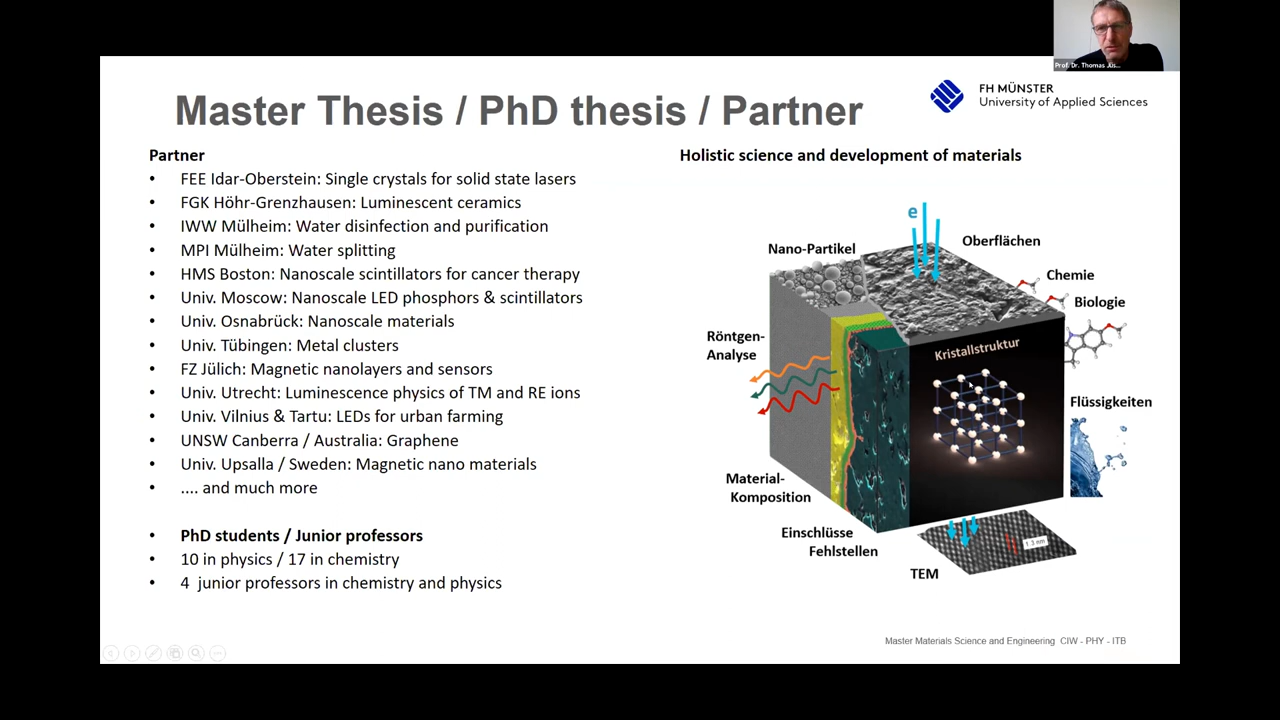 Prof. Dr. Thomas Jüs...
FH MÜNSTER
University of Applied Sciences
Master Thesis / PhD thesis / Partner
Partner
• FEE Idar-Oberstein: Single crystals for solid state lasers
• FGK Höhr-Grenzhausen: Luminescent ceramics
• IWW Mülheim: Water disinfection and purification
• MPI Mülheim: Water splitting
• HMS Boston: Nanoscale scintillators for cancer therapy
• Univ. Moscow: Nanoscale LED phosphors & scintillators
• Univ. Osnabrück: Nanoscale materials
• Univ. Tübingen: Metal clusters
• FZ Jülich: Magnetic nanolayers and sensors
• Univ. Utrecht: Luminescence physics of TM and RE ions
• Univ. Vilnius & Tartu: LEDs for urban farming
• UNSW Canberra / Australia: Graphene
• Univ. Upsalla / Sweden: Magnetic nano materials
• .... and much more
• PhD students / Junior professors
• 10 in physics / 17 in chemistry
• 4 junior professors in chemistry and physics
Holistic science and development of materials
e
Nano-Partikel
Oberflächen
Chemie
Biologie
Röntgen-
Analyse
Kristallstruktur
Flüssigkeiten
Material-
Komposition
Einschlüsse
Fehlstellen
1.3 nm
TEM
Master Materials Science and Engineering CIW - PHY - ITB